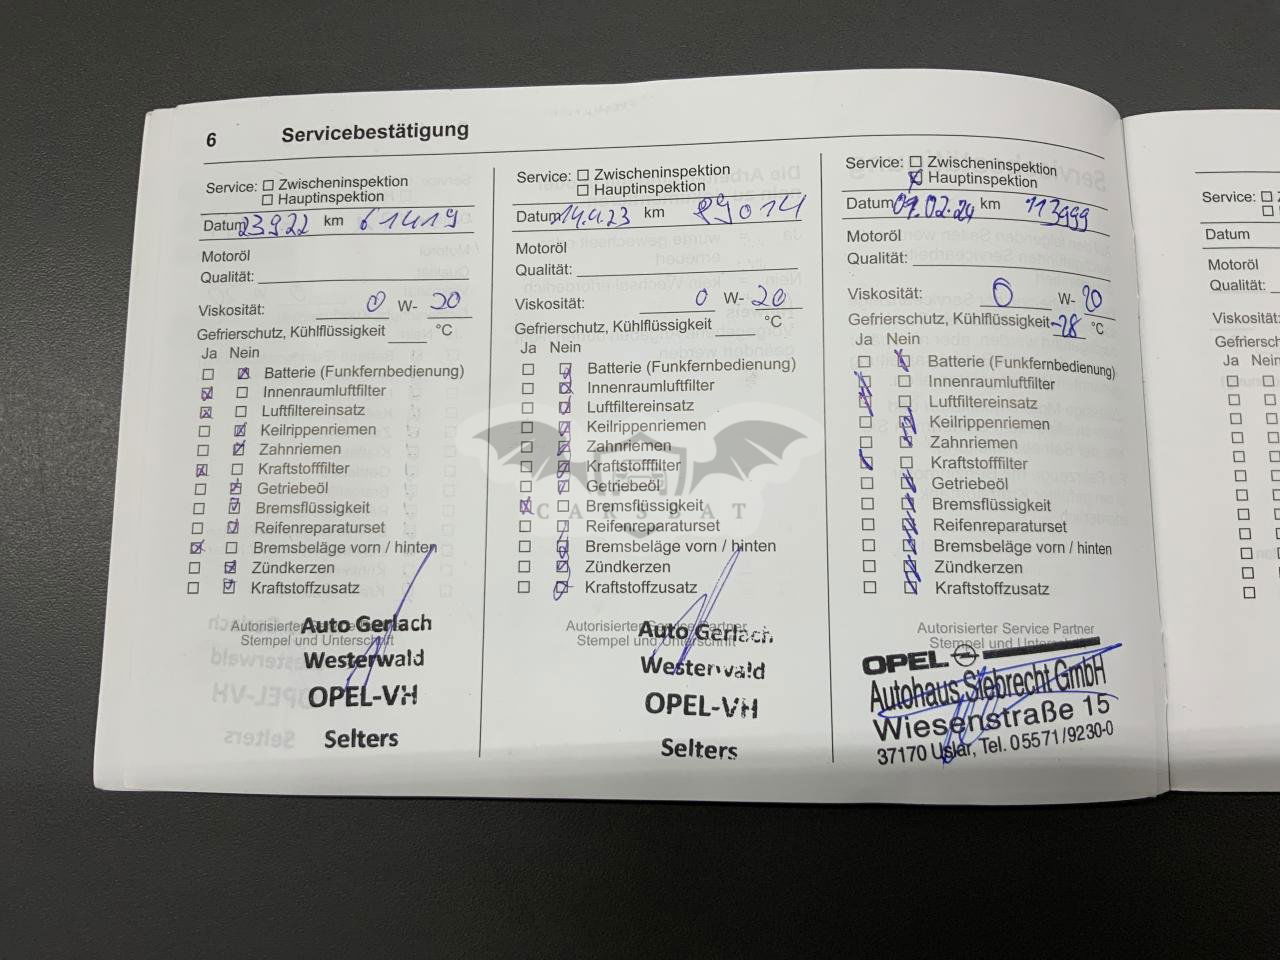 6 Servicebestätigung
Service: Zwischeninspektion
Hauptinspektion
Datum 23.9.22 km 61419
Motoröl
Qualität:
Viskosität: 0 W- 20
Gefrierschutz, Kühlflüssigkeit °C
Ja Nein
Batterie (Funkfernbedienung)
Innenraumluftfilter
Luftfiltereinsatz
Keilrippenriemen
Zahnriemen
Kraftstofffilter
Getriebeöl
Bremsflüssigkeit
Reifenreparaturset
Bremsbeläge vorn / hinten
Zündkerzen
Kraftstoffzusatz
Autorisierter Service Partner
Stempel und Unterschrift
Auto Gerlach
Westerwald
OPEL-VH
Selters
Service: Zwischeninspektion
Hauptinspektion
Datum 14.4.23 km 89014
Motoröl
Qualität:
Viskosität: 0 W- 20
Gefrierschutz, Kühlflüssigkeit °C
Ja Nein
Batterie (Funkfernbedienung)
Innenraumluftfilter
Luftfiltereinsatz
Keilrippenriemen
Zahnriemen
Kraftstofffilter
Getriebeöl
Bremsflüssigkeit
Reifenreparaturset
Bremsbeläge vorn / hinten
Zündkerzen
Kraftstoffzusatz
Autorisierter Service Partner
Stempel und Unterschrift
Auto Gerlach
Westerwald
OPEL-VH
Selters
Service: Zwischeninspektion
Hauptinspektion
Datum 07.02.24 km 113999
Motoröl
Qualität:
Viskosität: 0 W- 20
Gefrierschutz, Kühlflüssigkeit -28 °C
Ja Nein
Batterie (Funkfernbedienung)
Innenraumluftfilter
Luftfiltereinsatz
Keilrippenriemen
Zahnriemen
Kraftstofffilter
Getriebeöl
Bremsflüssigkeit
Reifenreparaturset
Bremsbeläge vorn / hinten
Zündkerzen
Kraftstoffzusatz
Autorisierter Service Partner
Stempel und Unterschrift
OPEL
Autohaus Siebrecht GmbH
Wiesenstraße 15
37170 Uslar, Tel. 05571/9230-0
Service:
Datum
Motoröl
Qualität:
Viskosität:
Gefriersch
Ja Nein
CARSBAT